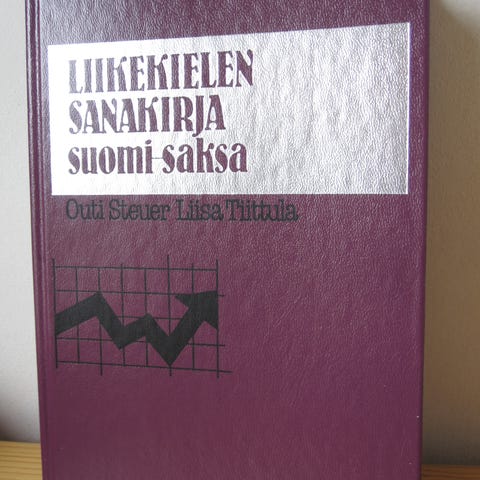 LIIKEKIELEN
SANAKIRJA
suomi-saksa
Outi Steuer Liisa Tiittula